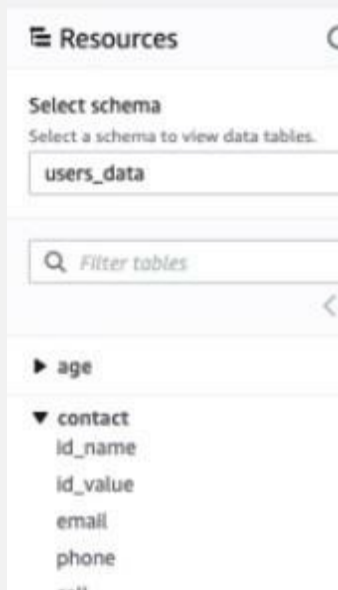 Resources
Select schema
Select a schema to view data tables.
users_data
Filter tables
age
contact
id_name
id_value
email
phone